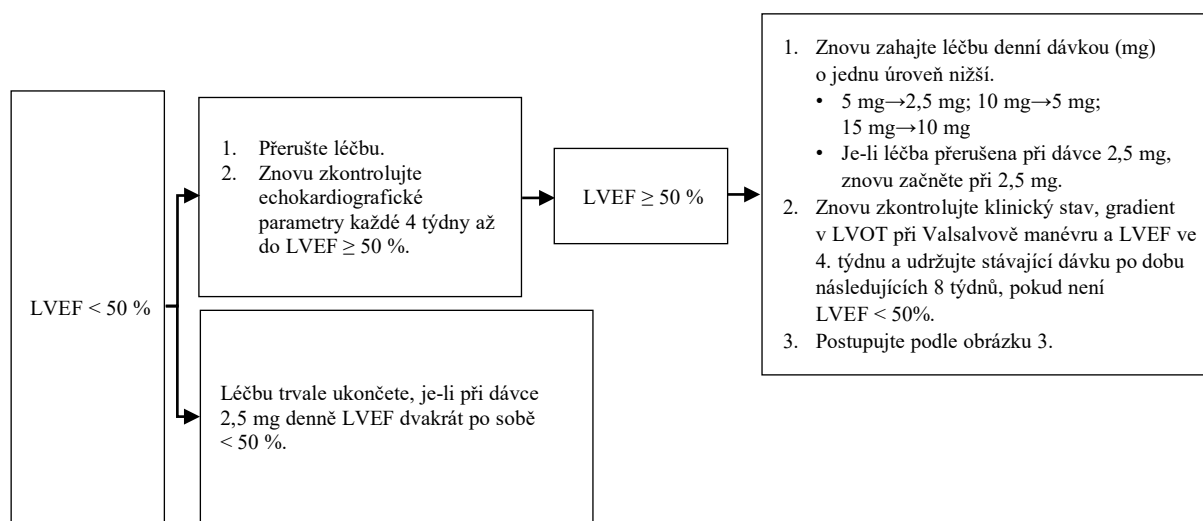 LVEF < 50 %
1. Přerušte léčbu.
2. Znovu zkontrolujte
echokardiografické
parametry každé 4 týdny až
do LVEF ≥ 50 %.
Léčbu trvale ukončete, je-li při dávce
2,5 mg denně LVEF dvakrát po sobě
< 50 %.
LVEF ≥ 50 %
1. Znovu zahajte léčbu denní dávkou (mg)
o jednu úroveň nižší.
• 5 mg→2,5 mg; 10 mg→5 mg;
15 mg→10 mg
• Je-li léčba přerušena při dávce 2,5 mg,
znovu začněte při 2,5 mg.
2. Znovu zkontrolujte klinický stav, gradient
v LVOT při Valsalvově manévru a LVEF ve
4. týdnu a udržujte stávající dávku po dobu
následujících 8 týdnů, pokud není
LVEF < 50%.
3. Postupujte podle obrázku 3.